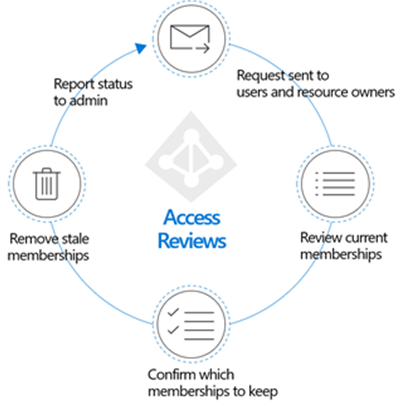 Report status
to admin
Request sent to
users and resource owners
Access
Reviews
Remove stale
memberships
Review current
memberships
Confirm which
memberships to keep